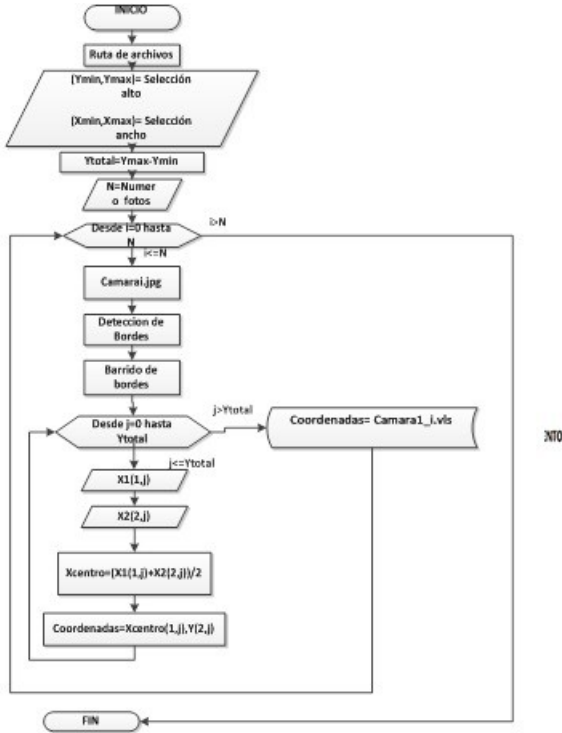 INICIO
Ruta de archivos
(Ymin,Ymax)= Selección
alto
(Xmin,Xmax)= Selección
ancho
Ytotal=Ymax-Ymin
N=Numer
o fotos
Desde i=0 hasta
N
i>N
i<=N
Camarai.jpg
Deteccion de
Bordes
Barrido de
bordes
Desde j=0 hasta
Ytotal
j>Ytotal
Coordenadas= Camara1_i.vls
j<=Ytotal
X1(1,j)
X2(2,j)
Xcentro=(X1(1,j)+X2(2,j))/2
Coordenadas=Xcentro(1,j),Y(2,j)
FIN